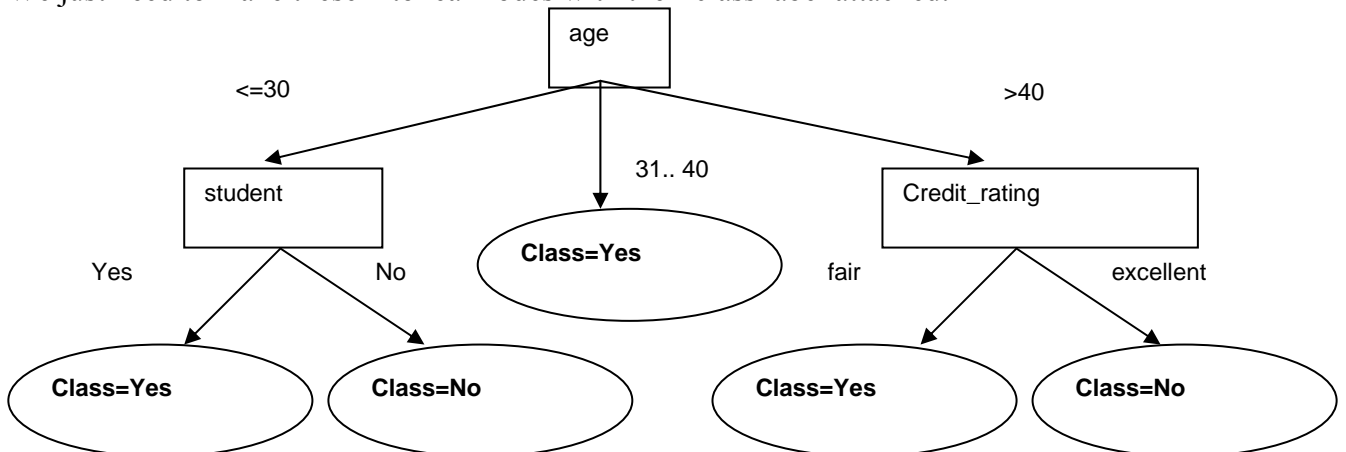 age
<=30
>40
31.. 40
student
Credit_rating
Class=Yes
Yes
No
fair
excellent
Class=Yes
Class=No
Class=Yes
Class=No